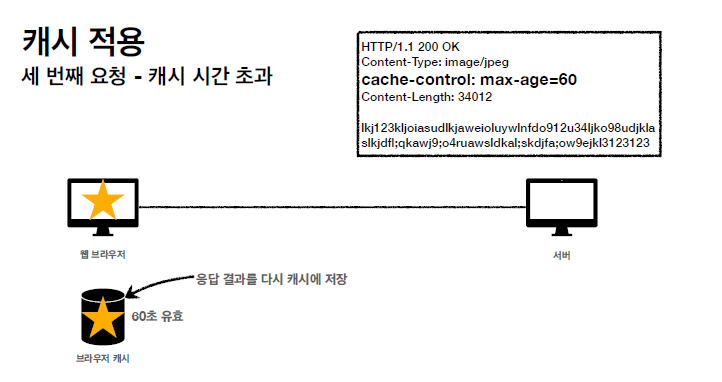 캐시 적용
세 번째 요청 - 캐시 시간 초과
HTTP/1.1 200 OK
Content-Type: image/jpeg
cache-control: max-age=60
Content-Length: 34012
lkj123kljoiasudlkjaweioluywlnfdo912u34ljko98udjkla
slkjdfl;qkawj9;o4ruawsldkal;skdjfa;ow9ejkl3123123
웹 브라우저
서버
응답 결과를 다시 캐시에 저장
60초 유효
브라우저 캐시